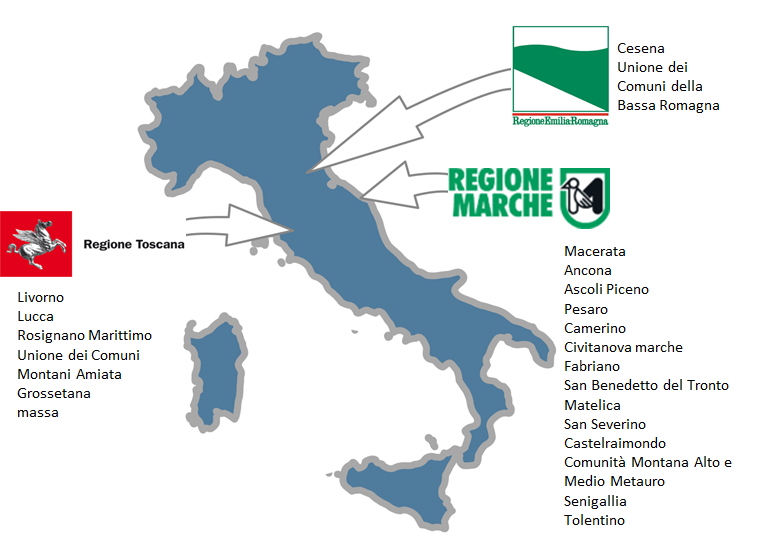 Cesena
Unione dei
Comuni della
Bassa Romagna
RegioneEmilia-Romagna
REGIONE
MARCHE
Regione Toscana
Livorno
Lucca
Rosignano Marittimo
Unione dei Comuni
Montani Amiata
Grossetana
massa
Macerata
Ancona
Ascoli Piceno
Pesaro
Camerino
Civitanova marche
Fabriano
San Benedetto del Tronto
Matelica
San Severino
Castelraimondo
Comunità Montana Alto e
Medio Metauro
Senigallia
Tolentino